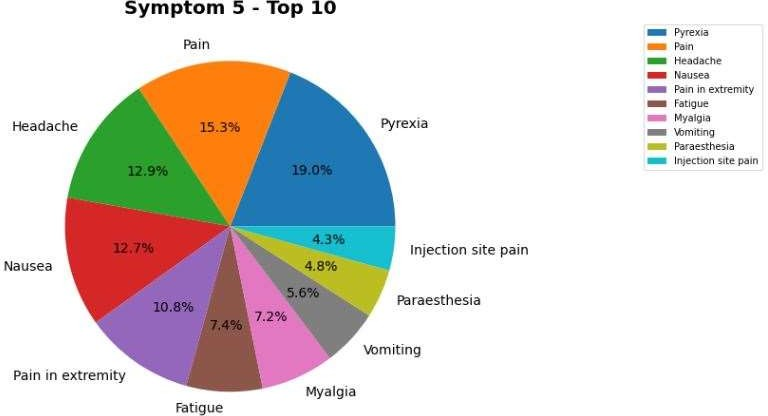 Symptom 5 - Top 10
Pyrexia
Pain
Headache
Nausea
Pain in extremity
Fatigue
Myalgia
Vomiting
Paraesthesia
Injection site pain
19.0%
15.3%
12.9%
12.7%
10.8%
7.4%
7.2%
5.6%
4.8%
4.3%
Pyrexia
Pain
Headache
Nausea
Pain in extremity
Fatigue
Myalgia
Vomiting
Paraesthesia
Injection site pain